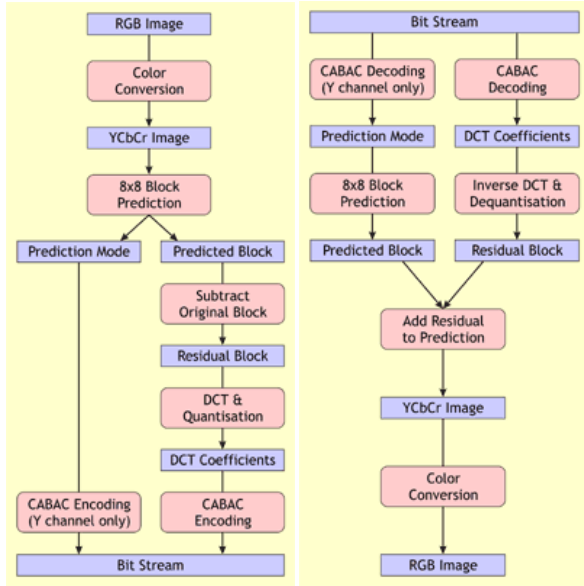 RGB Image
Color
Conversion
YCbCr Image
8x8 Block
Prediction
Prediction Mode
Predicted Block
Subtract
Original Block
Residual Block
DCT &
Quantisation
DCT Coefficients
CABAC Encoding
(Y channel only)
CABAC
Encoding
Bit Stream
Bit Stream
CABAC Decoding
(Y channel only)
CABAC
Decoding
Prediction Mode
DCT Coefficients
8x8 Block
Prediction
Inverse DCT &
Dequantisation
Predicted Block
Residual Block
Add Residual
to Prediction
YCbCr Image
Color
Conversion
RGB Image